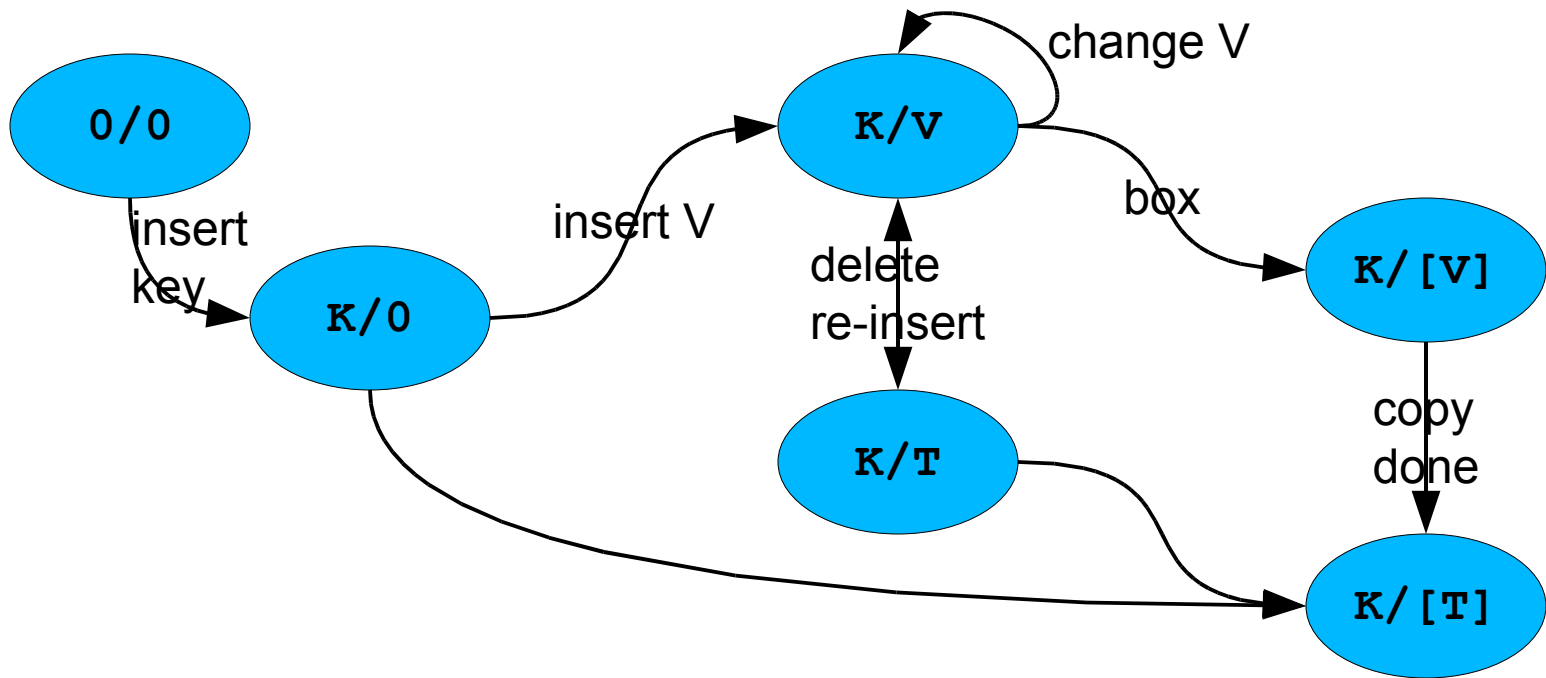 change V
0/0
K/V
box
insert
key
insert V
delete
re-insert
K/[V]
K/0
copy
done
K/T
K/[T]